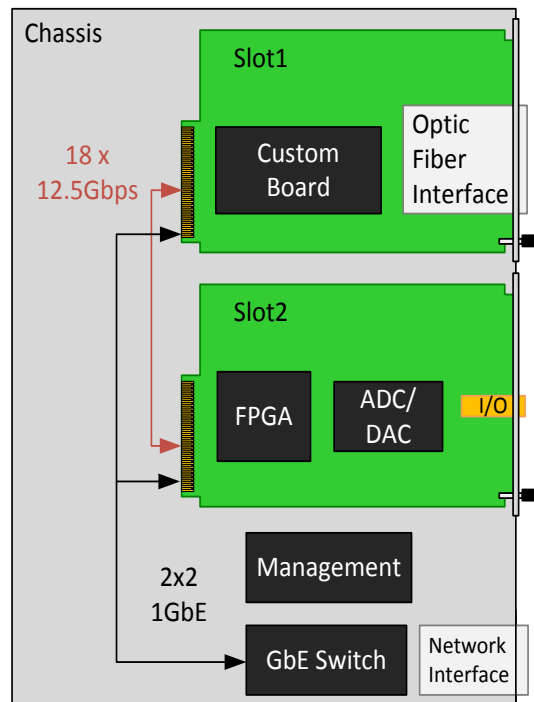 Chassis
Slot1
Custom
Board
Optic
Fiber
Interface
18 x
12.5Gbps
Slot2
FPGA
ADC/
DAC
I/O
Management
2x2
1GbE
GbE Switch
Network
Interface